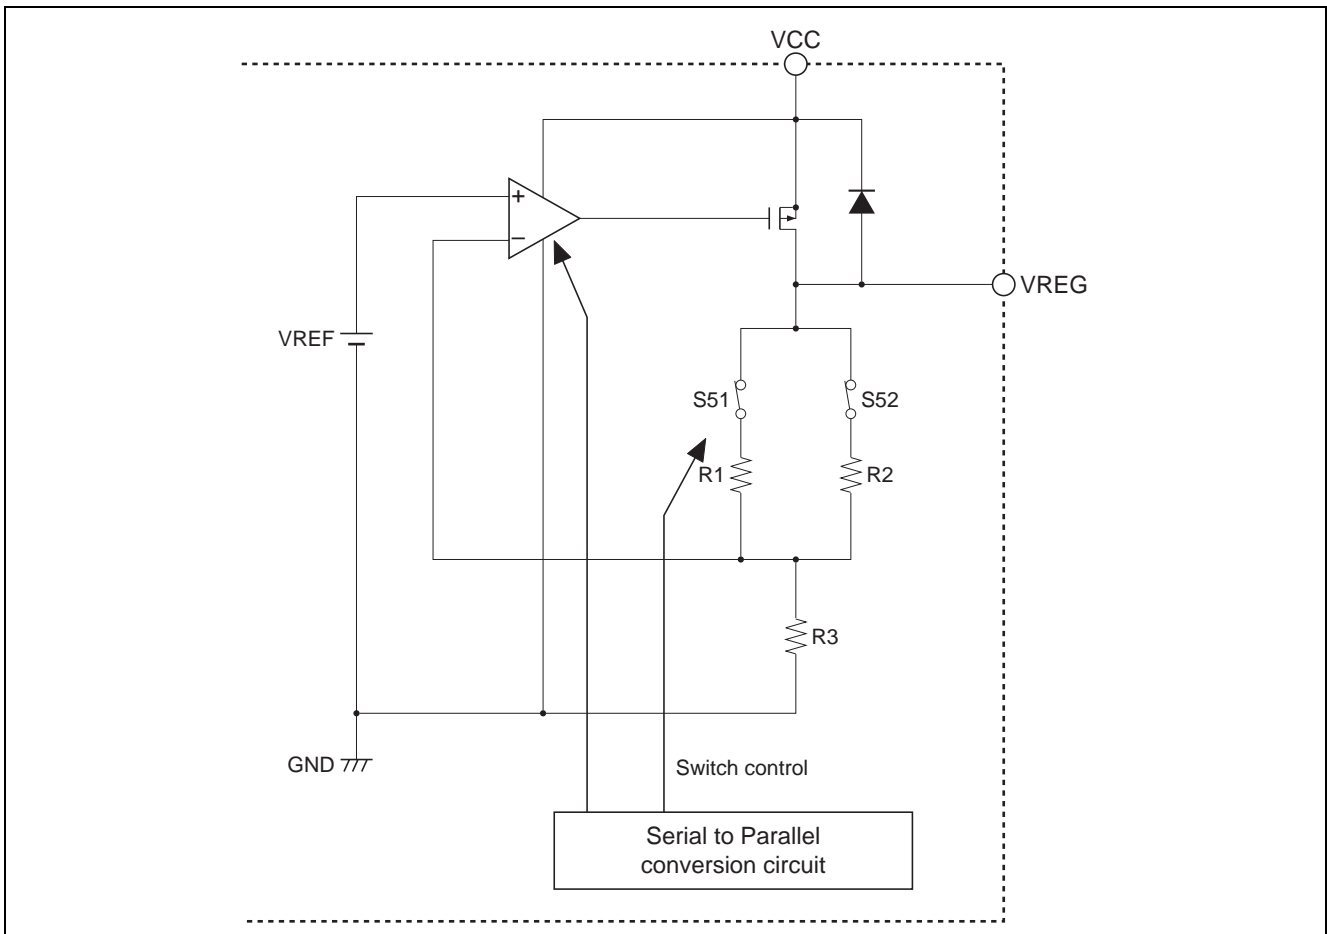 VCC
+
−
VREG
VREF
S51
S52
R1
R2
R3
GND
Switch control
Serial to Parallel
conversion circuit